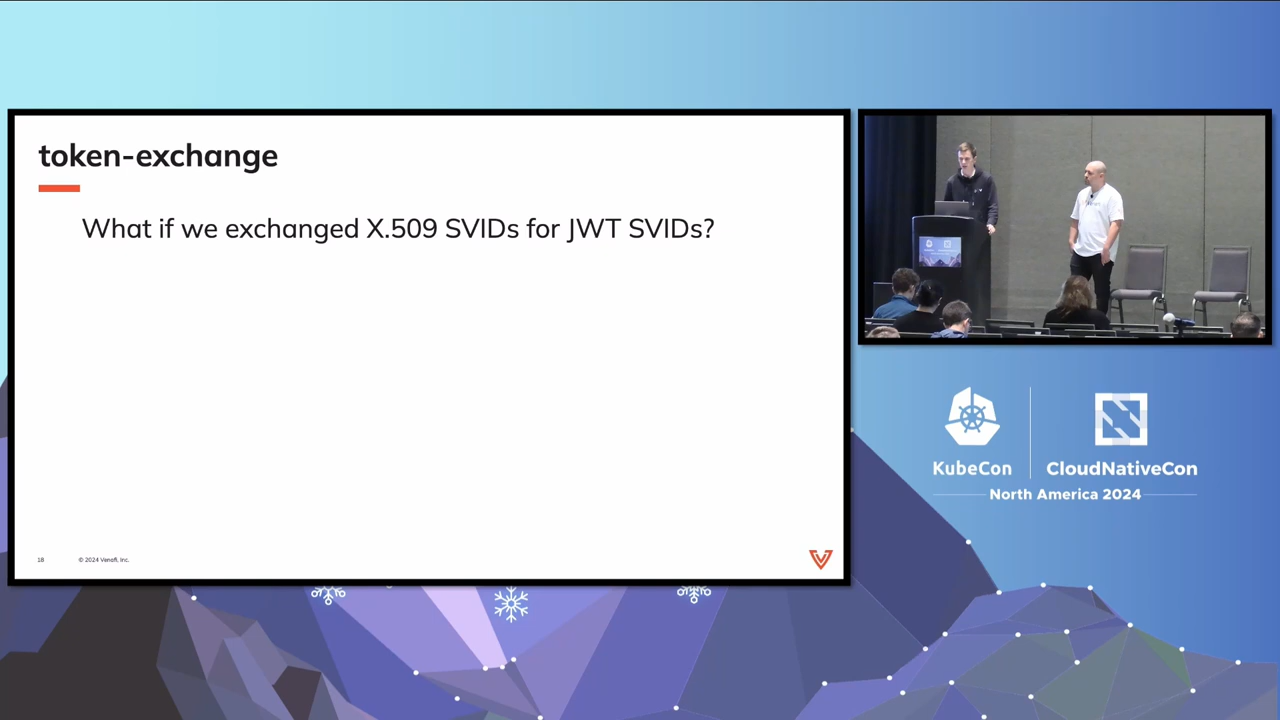 token-exchange
What if we exchanged X.509 SVIDs for JWT SVIDs?
18
© 2024 Venafi, Inc.
KubeCon
CloudNativeCon
North America 2024